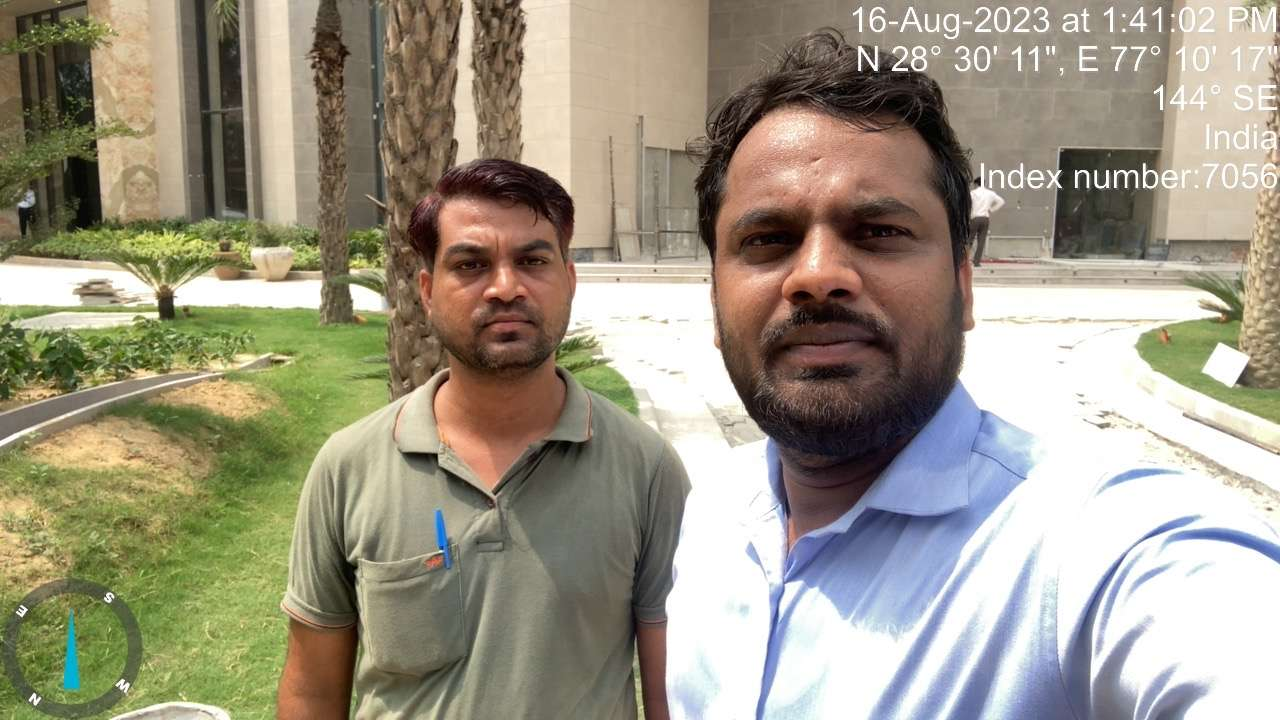 16-Aug-2023 at 1:41:02 PM
N 28° 30' 11", E 77° 10' 17"
144° SE
India
Index number:7056
S
E
W
N